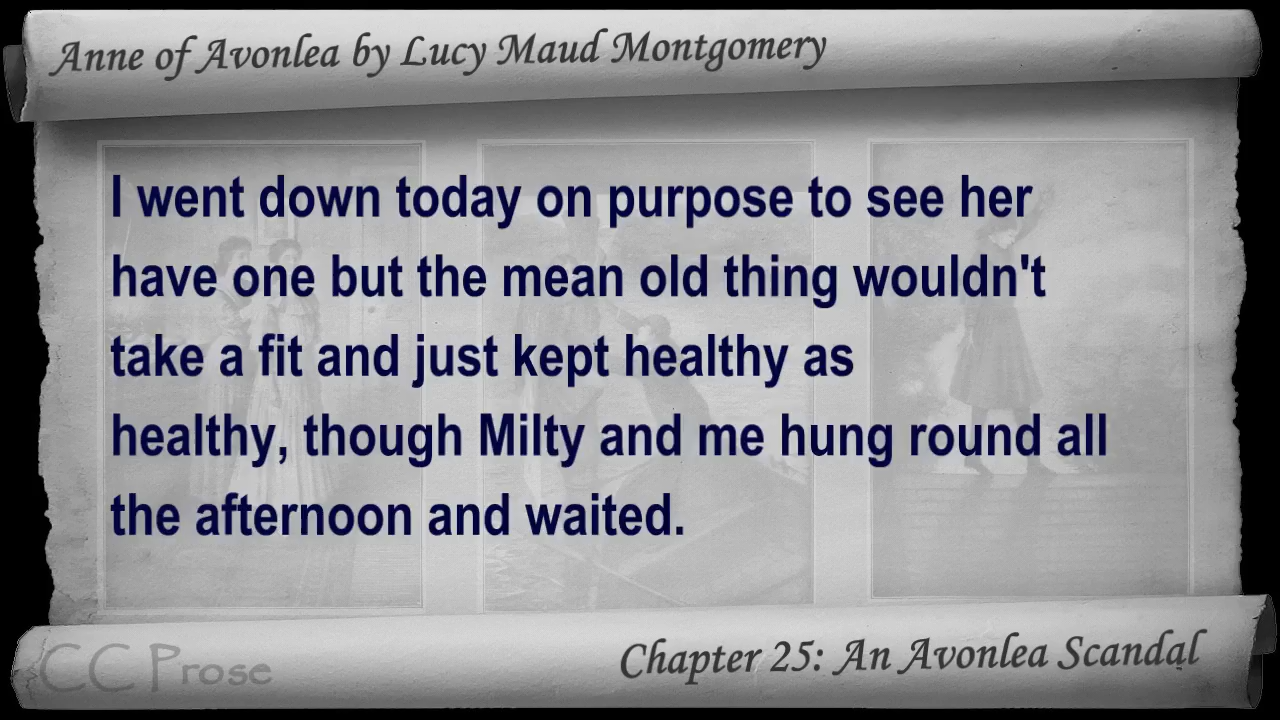 Anne of Avonlea by Lucy Maud Montgomery
I went down today on purpose to see her
have one but the mean old thing wouldn't
take a fit and just kept healthy as
healthy, though Milty and me hung round all
the afternoon and waited.
CC Prose
Chapter 25: An Avonlea Scandal